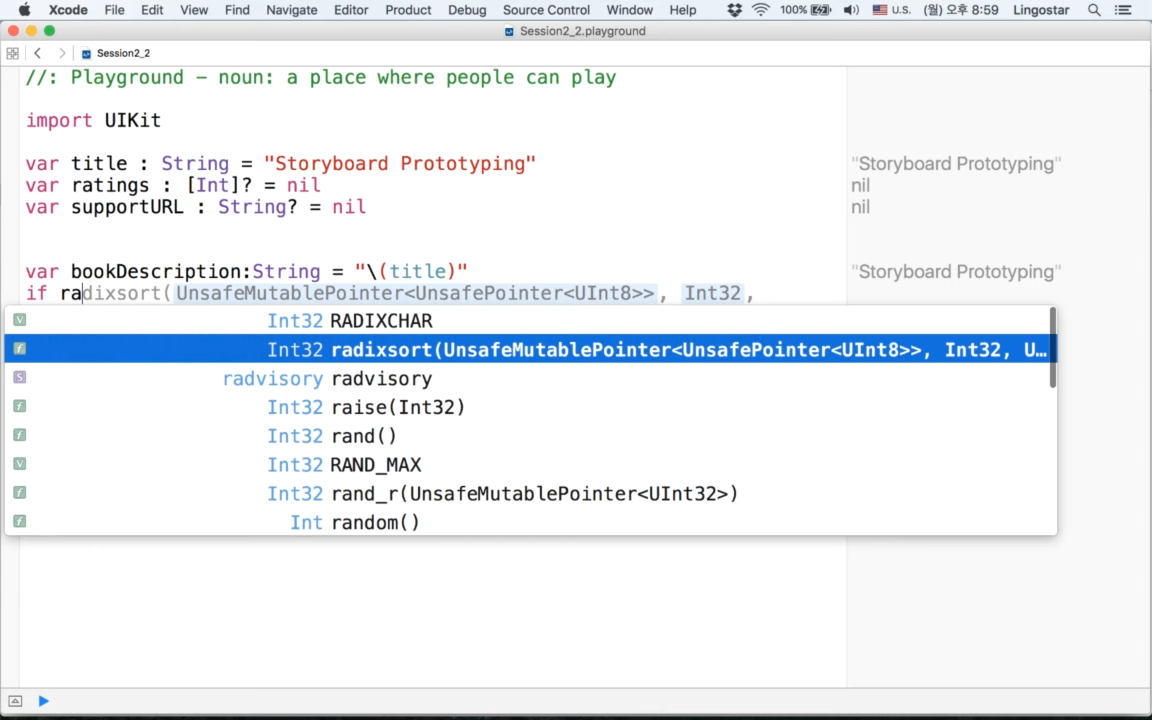 Xcode File Edit View Find Navigate Editor Product Debug Source Control Window Help 100% U.S. (월) 오후 8:59 Lingostar
Session2_2.playground
Session2_2
//: Playground - noun: a place where people can play
import UIKit
var title : String = "Storyboard Prototyping" "Storyboard Prototyping"
var ratings : [Int]? = nil nil
var supportURL : String? = nil nil
var bookDescription:String = "\(title)" "Storyboard Prototyping"
if radixsort(UnsafeMutablePointer<UnsafePointer<UInt8>>, Int32,
V Int32 RADIXCHAR
f Int32 radixsort(UnsafeMutablePointer<UnsafePointer<UInt8>>, Int32, U…
S radvisory radvisory
f Int32 raise(Int32)
f Int32 rand()
V Int32 RAND_MAX
f Int32 rand_r(UnsafeMutablePointer<UInt32>)
f Int random()